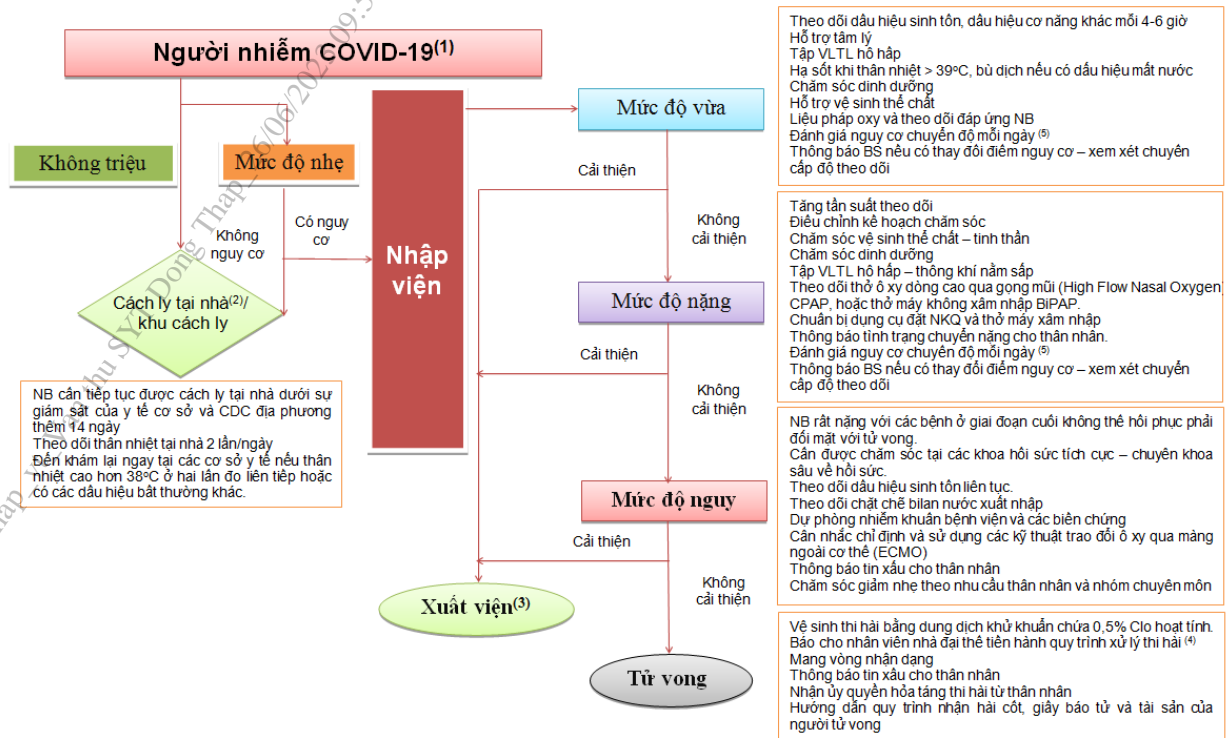 Người nhiễm COVID-19(1)
Không triệu
Mức độ nhẹ
Không
nguy cơ
Có nguy
cơ
Cách ly tại nhà(2)/
khu cách ly
NB cần tiếp tục được cách ly tại nhà dưới sự
giám sát của y tế cơ sở và CDC địa phương
thêm 14 ngày
Theo dõi thân nhiệt tại nhà 2 lần/ngày
Đến khám lại ngay tại các cơ sở y tế nếu thân
nhiệt cao hơn 38°C ở hai lần đo liên tiếp hoặc
có các dấu hiệu bất thường khác.
Nhập
viện
Mức độ vừa
Cải thiện
Không
cải thiện
Mức độ nặng
Cải thiện
Không
cải thiện
Mức độ nguy
Cải thiện
Không
cải thiện
Xuất viện(3)
Tử vong
Theo dõi dấu hiệu sinh tồn, dấu hiệu cơ năng khác mỗi 4-6 giờ
Hỗ trợ tâm lý
Tập VLTL hô hấp
Hạ sốt khi thân nhiệt > 39°C, bù dịch nếu có dấu hiệu mất nước
Chăm sóc dinh dưỡng
Hỗ trợ vệ sinh thể chất
Liệu pháp oxy và theo dõi đáp ứng NB
Đánh giá nguy cơ chuyển độ mỗi ngày (5)
Thông báo BS nếu có thay đổi điểm nguy cơ – xem xét chuyển
cấp độ theo dõi
Tăng tần suất theo dõi
Điều chỉnh kế hoạch chăm sóc
Chăm sóc vệ sinh thể chất – tinh thần
Chăm sóc dinh dưỡng
Tập VLTL hô hấp – thông khí nằm sấp
Theo dõi thở ô xy dòng cao qua gọng mũi (High Flow Nasal Oxygen)
CPAP, hoặc thở máy không xâm nhập BiPAP.
Chuẩn bị dụng cụ đặt NKQ và thở máy xâm nhập
Thông báo tình trạng chuyển nặng cho thân nhân.
Đánh giá nguy cơ chuyển độ mỗi ngày (5)
Thông báo BS nếu có thay đổi điểm nguy cơ – xem xét chuyển
cấp độ theo dõi
NB rất nặng với các bệnh ở giai đoạn cuối không thể hồi phục phải
đối mặt với tử vong.
Cần được chăm sóc tại các khoa hồi sức tích cực – chuyên khoa
sâu về hồi sức.
Theo dõi dấu hiệu sinh tồn liên tục.
Theo dõi chặt chẽ bilan nước xuất nhập
Dự phòng nhiễm khuẩn bệnh viện và các biến chứng
Cân nhắc chỉ định và sử dụng các kỹ thuật trao đổi ô xy qua màng
ngoài cơ thể (ECMO)
Thông báo tin xấu cho thân nhân
Chăm sóc giảm nhẹ theo nhu cầu thân nhân và nhóm chuyên môn
Vệ sinh thi hài bằng dung dịch khử khuẩn chứa 0,5% Clo hoạt tính.
Báo cho nhân viên nhà đại thể tiến hành quy trình xử lý thi hài (4)
Mang vòng nhận dạng
Thông báo tin xấu cho thân nhân
Nhận ủy quyền hỏa táng thi hài từ thân nhân
Hướng dẫn quy trình nhận hài cốt, giấy báo tử và tài sản của
người tử vong
thu SYT Dong Thap_06/06/2023 09:5